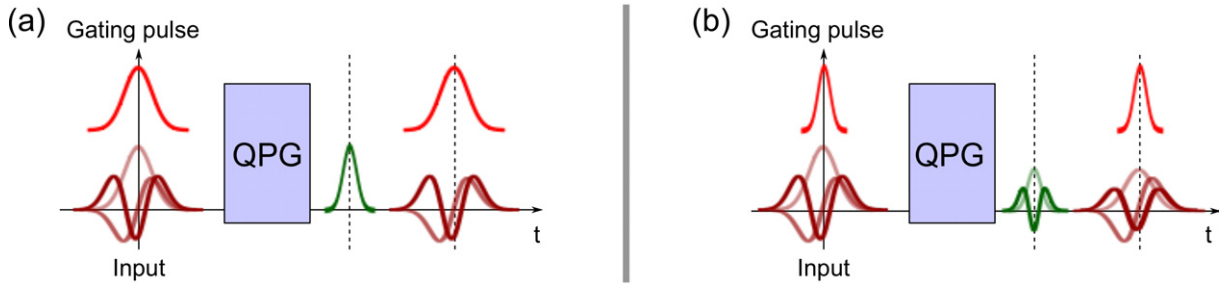 (a)
Gating pulse
QPG
t
Input
(b)
Gating pulse
QPG
t
Input